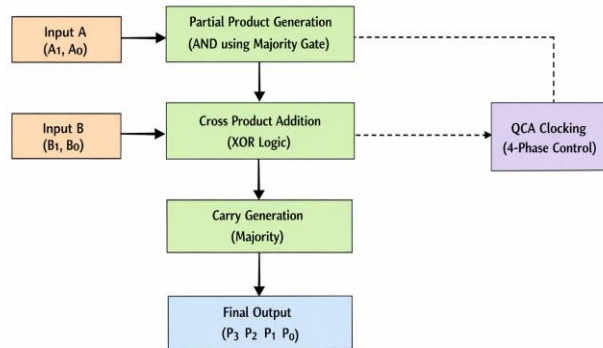 Input A
(A₁, A₀)
Partial Product Generation
(AND using Majority Gate)
Input B
(B₁, B₀)
Cross Product Addition
(XOR Logic)
QCA Clocking
(4-Phase Control)
Carry Generation
(Majority)
Final Output
(P₃ P₂ P₁ P₀)